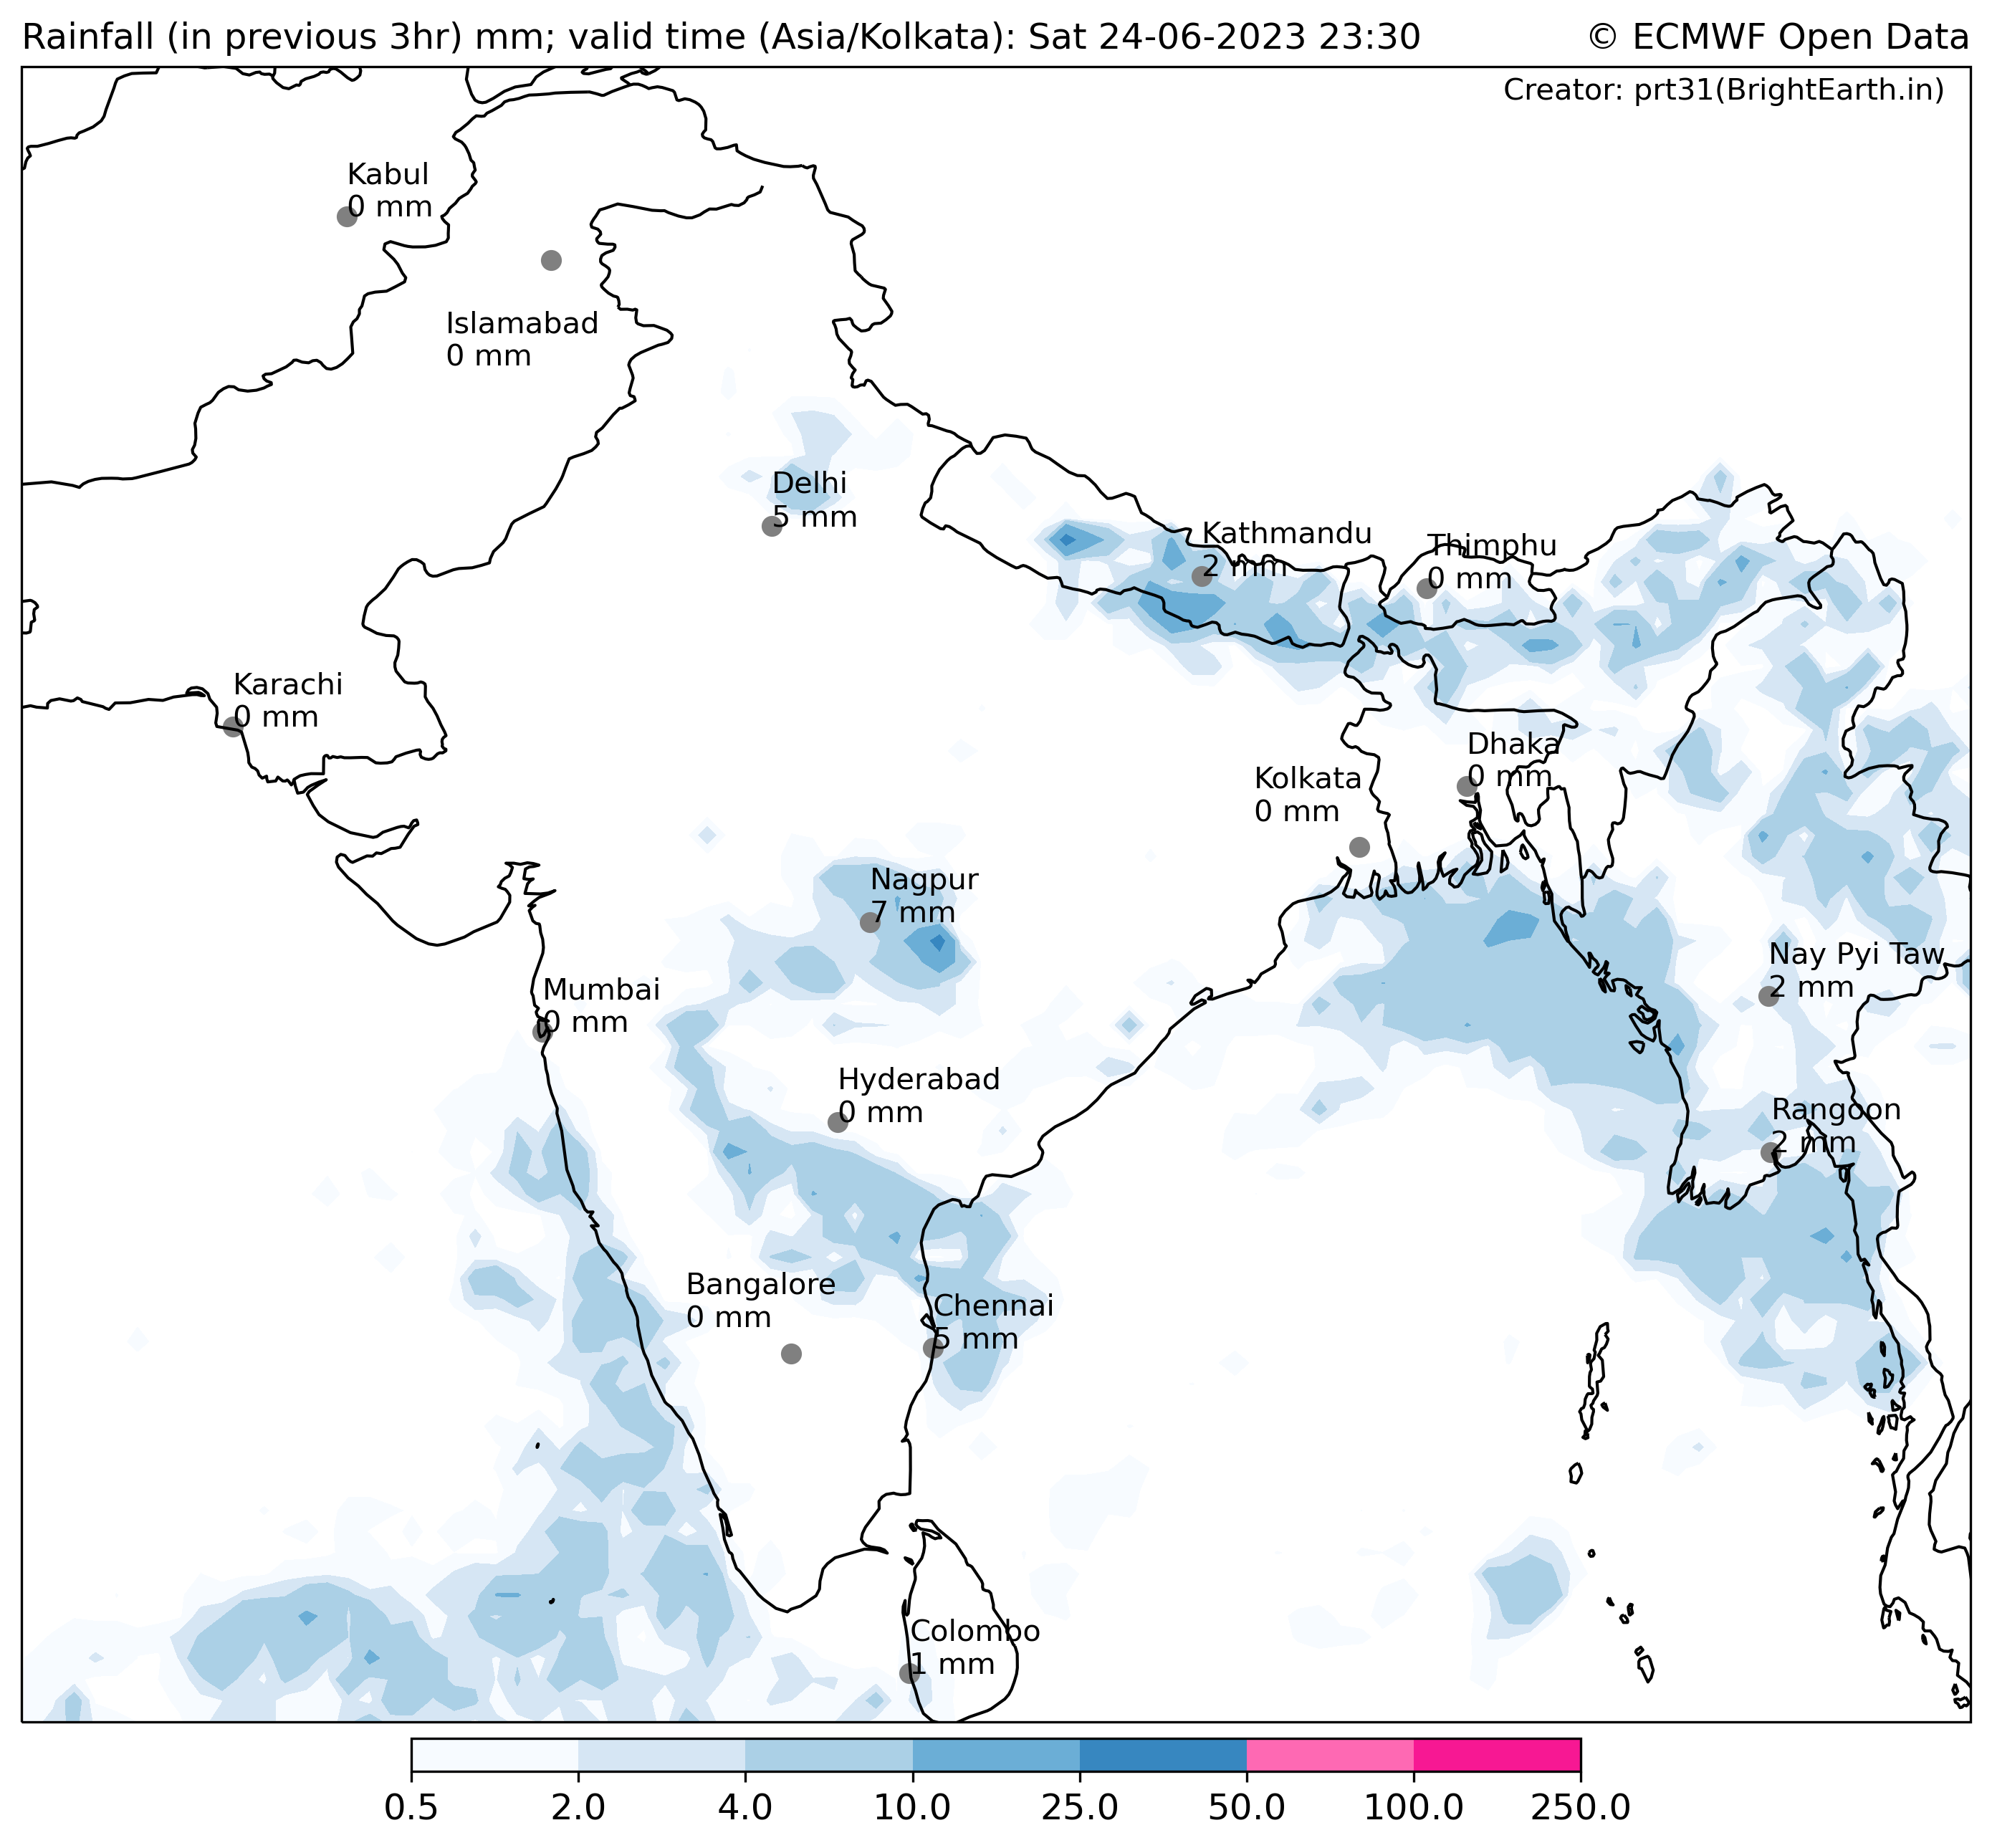 Rainfall (in previous 3hr) mm; valid time (Asia/Kolkata): Sat 24-06-2023 23:30
© ECMWF Open Data
Creator: prt31(BrightEarth.in)
Kabul
0 mm
Islamabad
0 mm
Delhi
5 mm
Kathmandu
2 mm
Thimphu
0 mm
Karachi
0 mm
Dhaka
0 mm
Kolkata
0 mm
Nagpur
7 mm
Nay Pyi Taw
2 mm
Mumbai
0 mm
Hyderabad
0 mm
Rangoon
2 mm
Bangalore
0 mm
Chennai
5 mm
Colombo
1 mm
0.5 2.0 4.0 10.0 25.0 50.0 100.0 250.0